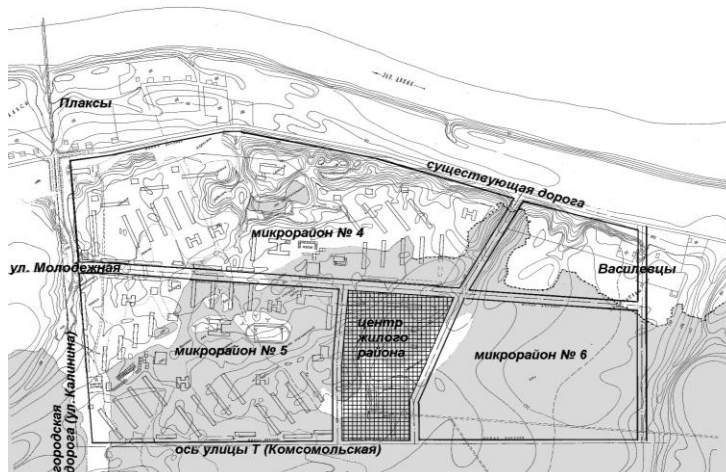 Плаксы
существующая дорога
микрорайон № 4
ул. Молодежная
Василевцы
центр
жилого
района
микрорайон № 5
микрорайон № 6
городская
дорога (ул. Калинина)
ось улицы Т (Комсомольская)